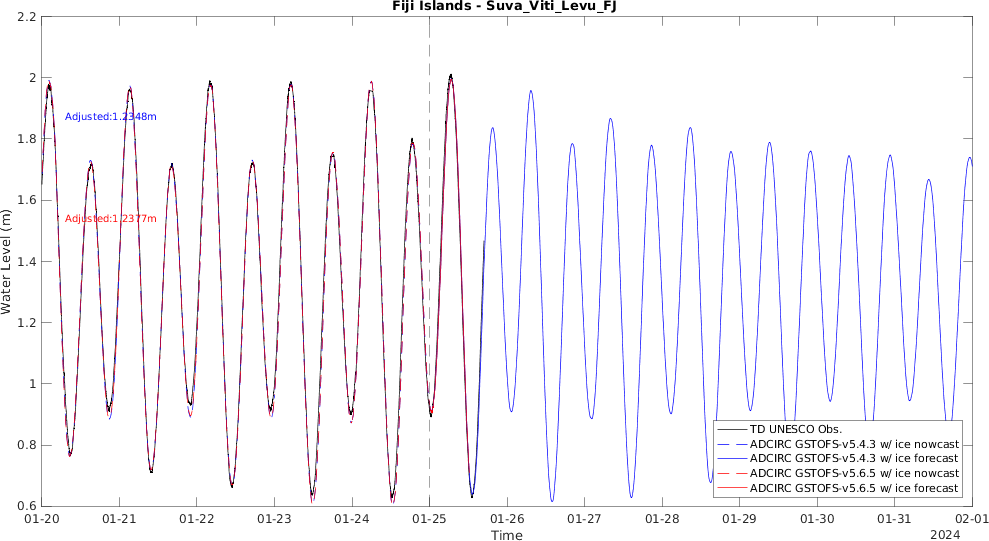 Fiji Islands - Suva_Viti_Levu_FJ
2.2
2
1.8
1.6
1.4
1.2
1
0.8
0.6
Water Level (m)
Adjusted:1.2348m
Adjusted:1.2377m
TD UNESCO Obs.
ADCIRC GSTOFS-v5.4.3 w/ ice nowcast
ADCIRC GSTOFS-v5.4.3 w/ ice forecast
ADCIRC GSTOFS-v5.6.5 w/ ice nowcast
ADCIRC GSTOFS-v5.6.5 w/ ice forecast
01-20 01-21 01-22 01-23 01-24 01-25 01-26 01-27 01-28 01-29 01-30 01-31 02-01
Time
2024